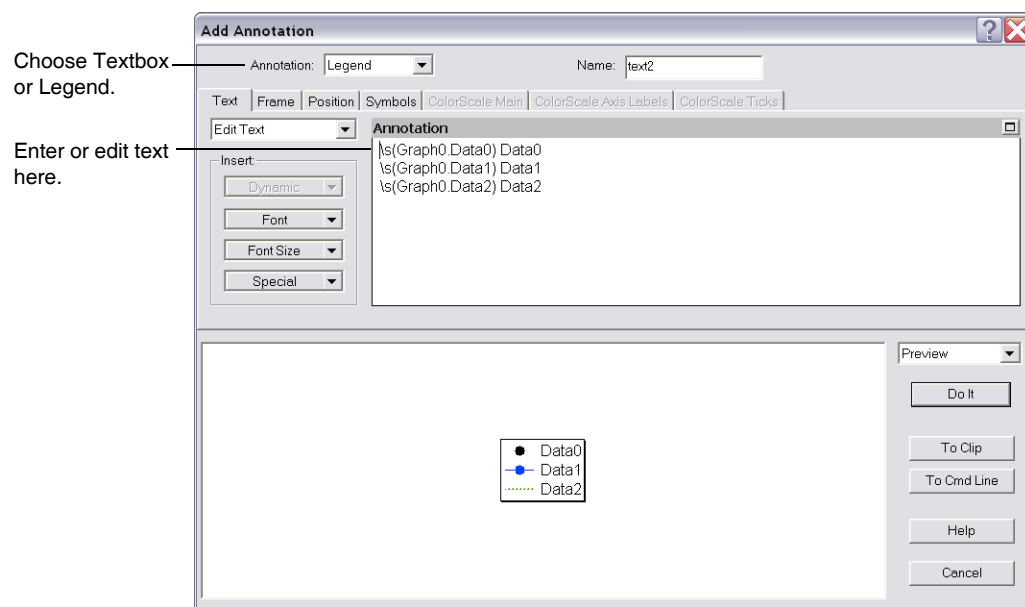 Add Annotation
Choose Textbox
or Legend.
Annotation: Legend Name: text2
Text Frame Position Symbols ColorScale Main ColorScale Axis Labels ColorScale Ticks
Edit Text Annotation
Enter or edit text
here.
\s(Graph0.Data0) Data0
\s(Graph0.Data1) Data1
\s(Graph0.Data2) Data2
Insert:
Dynamic
Font
Font Size
Special
Preview
Do It
To Clip
To Cmd Line
Help
Cancel
Data0
Data1
Data2